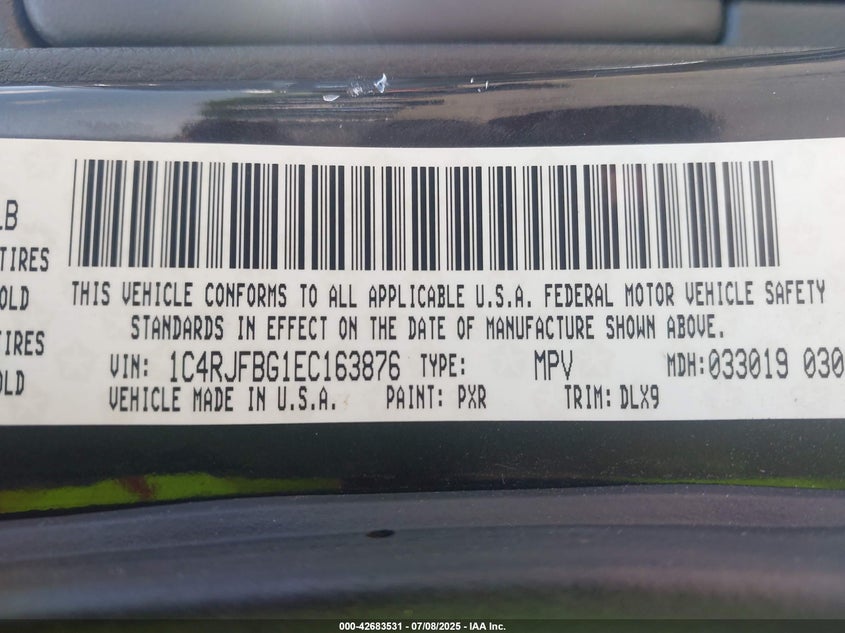 LB
TIRES
OLD
TIRES
OLD
THIS VEHICLE CONFORMS TO ALL APPLICABLE U.S.A. FEDERAL MOTOR VEHICLE SAFETY
STANDARDS IN EFFECT ON THE DATE OF MANUFACTURE SHOWN ABOVE.
VIN: 1C4RJFBG1EC163876 TYPE: MPV MDH: 033019 030
VEHICLE MADE IN U.S.A. PAINT: PXR TRIM: DLX9
000-42683531 - 07/08/2025 - IAA Inc.